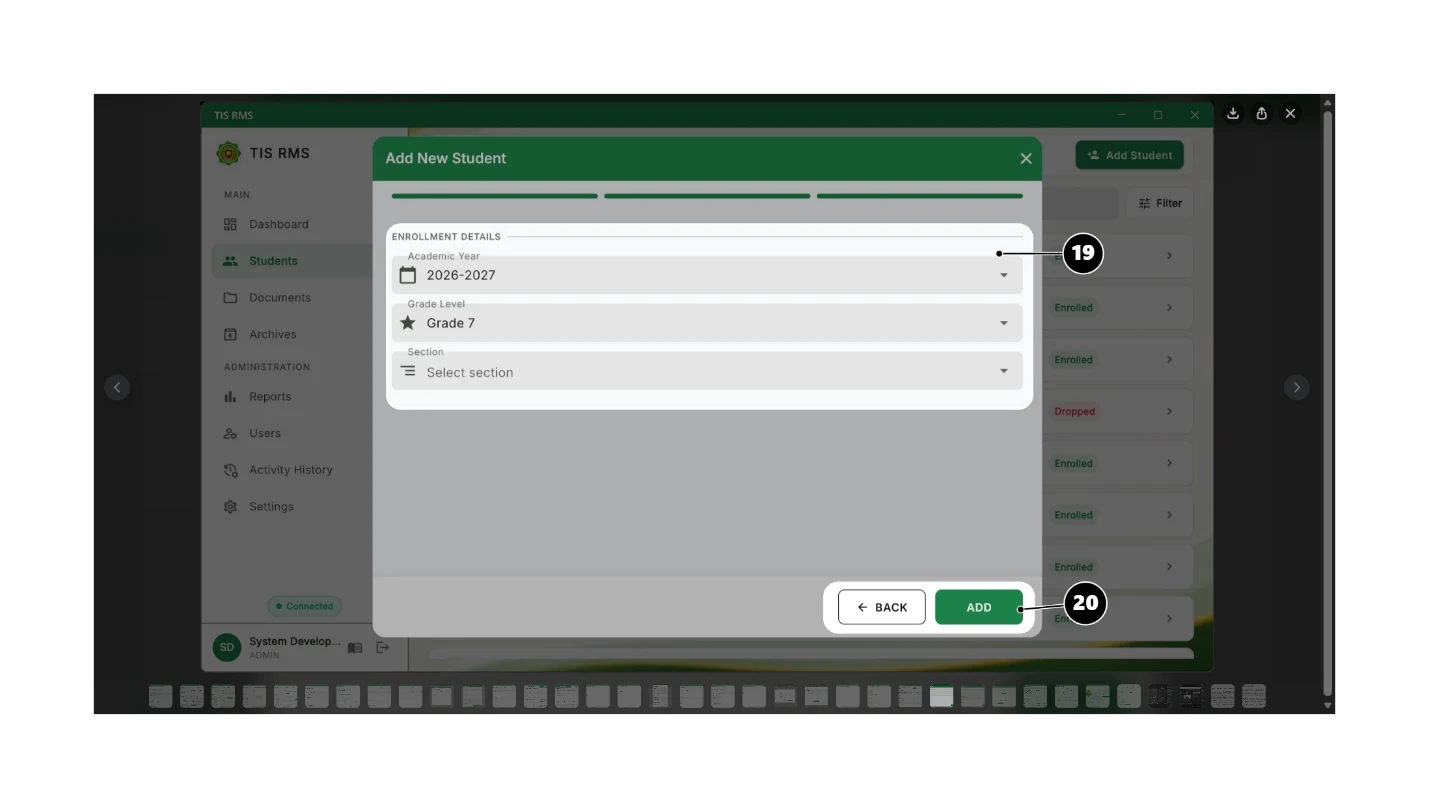 TIS RMS
TIS RMS
MAIN
Dashboard
Students
Documents
Archives
ADMINISTRATION
Reports
Users
Activity History
Settings
Connected
SD
System Develop...
ADMIN
Add New Student
ENROLLMENT DETAILS
Academic Year
2026-2027
Grade Level
Grade 7
Section
Select section
BACK
ADD
19
20
Add Student
Filter
Enrolled
Enrolled
Dropped
Enrolled
Enrolled
Enrolled